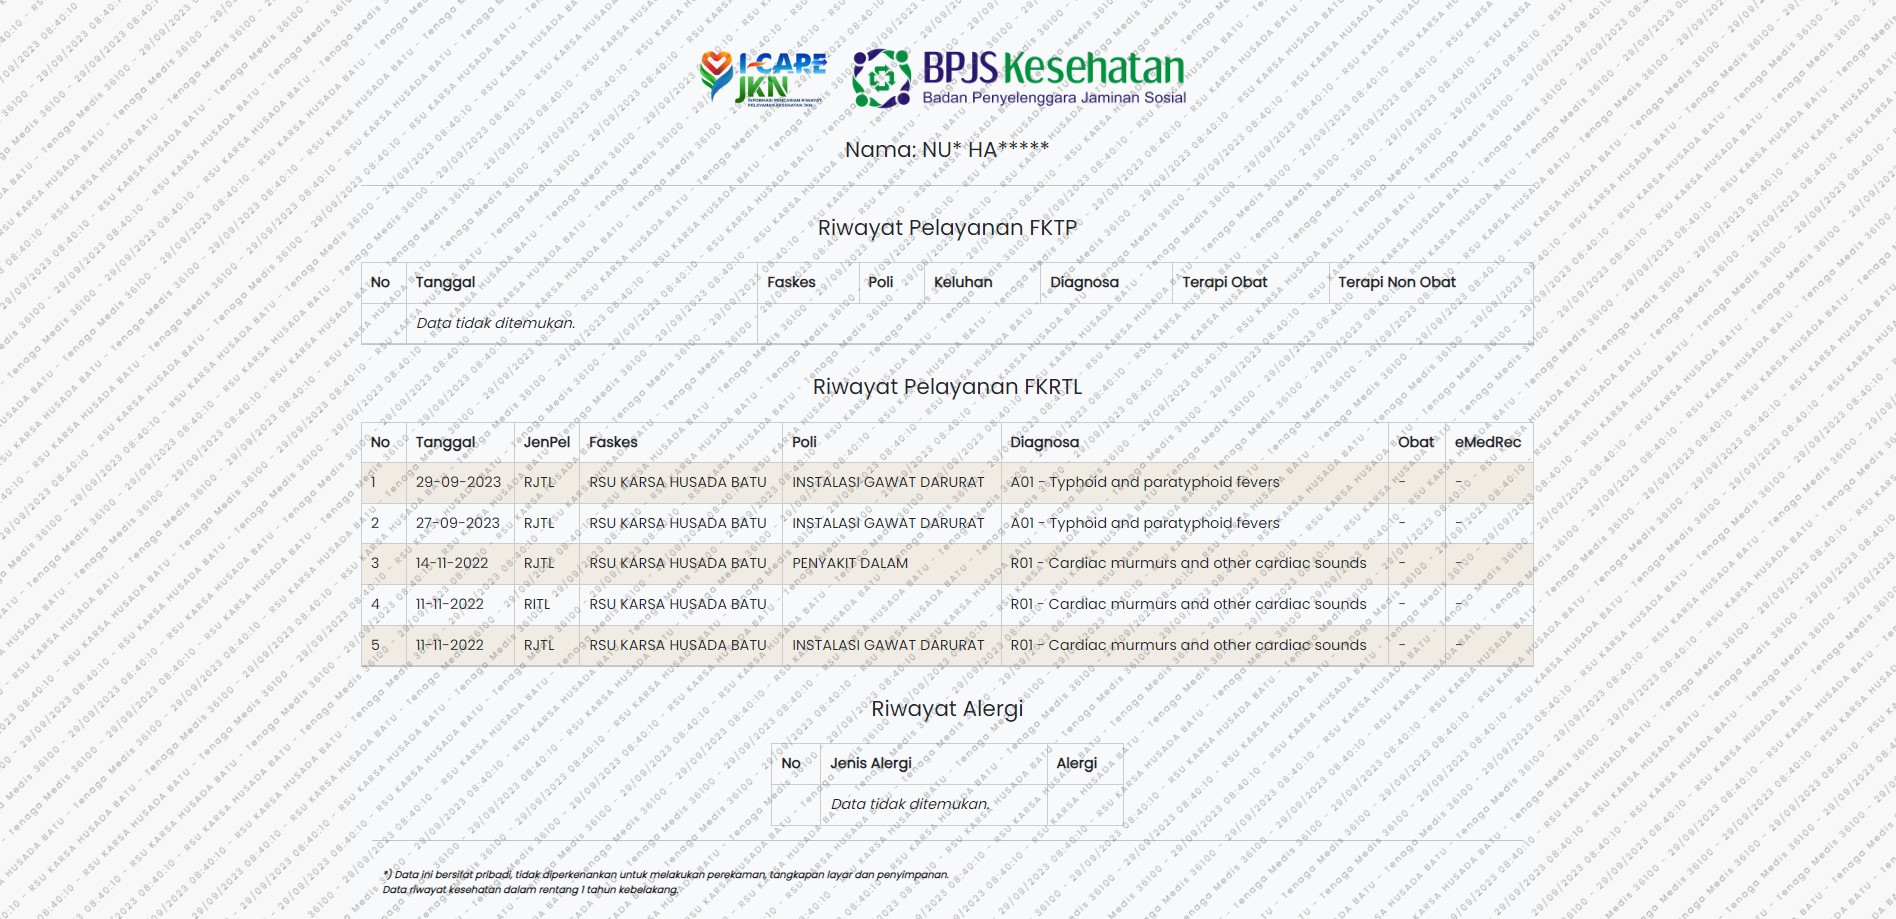 I-CARE
JKN
INFORMASI PENCARIAN RIWAYAT
PELAYANAN KESEHATAN JKN
BPJS Kesehatan
Badan Penyelenggara Jaminan Sosial
Nama: NU* HA*****
Riwayat Pelayanan FKTP
No Tanggal Faskes Poli Keluhan Diagnosa Terapi Obat Terapi Non Obat
Data tidak ditemukan.
Riwayat Pelayanan FKRTL
No Tanggal JenPel Faskes Poli Diagnosa Obat eMedRec
1 29-09-2023 RJTL RSU KARSA HUSADA BATU INSTALASI GAWAT DARURAT A01 - Typhoid and paratyphoid fevers - -
2 27-09-2023 RJTL RSU KARSA HUSADA BATU INSTALASI GAWAT DARURAT A01 - Typhoid and paratyphoid fevers - -
3 14-11-2022 RJTL RSU KARSA HUSADA BATU PENYAKIT DALAM R01 - Cardiac murmurs and other cardiac sounds - -
4 11-11-2022 RITL RSU KARSA HUSADA BATU R01 - Cardiac murmurs and other cardiac sounds - -
5 11-11-2022 RJTL RSU KARSA HUSADA BATU INSTALASI GAWAT DARURAT R01 - Cardiac murmurs and other cardiac sounds - -
Riwayat Alergi
No Jenis Alergi Alergi
Data tidak ditemukan.
*) Data ini bersifat pribadi, tidak diperkenankan untuk melakukan perekaman, tangkapan layar dan penyimpanan.
Data riwayat kesehatan dalam rentang 1 tahun kebelakang.
RSU KARSA HUSADA BATU - Tenaga Medis 36100 - 29/09/2023 08:40:10